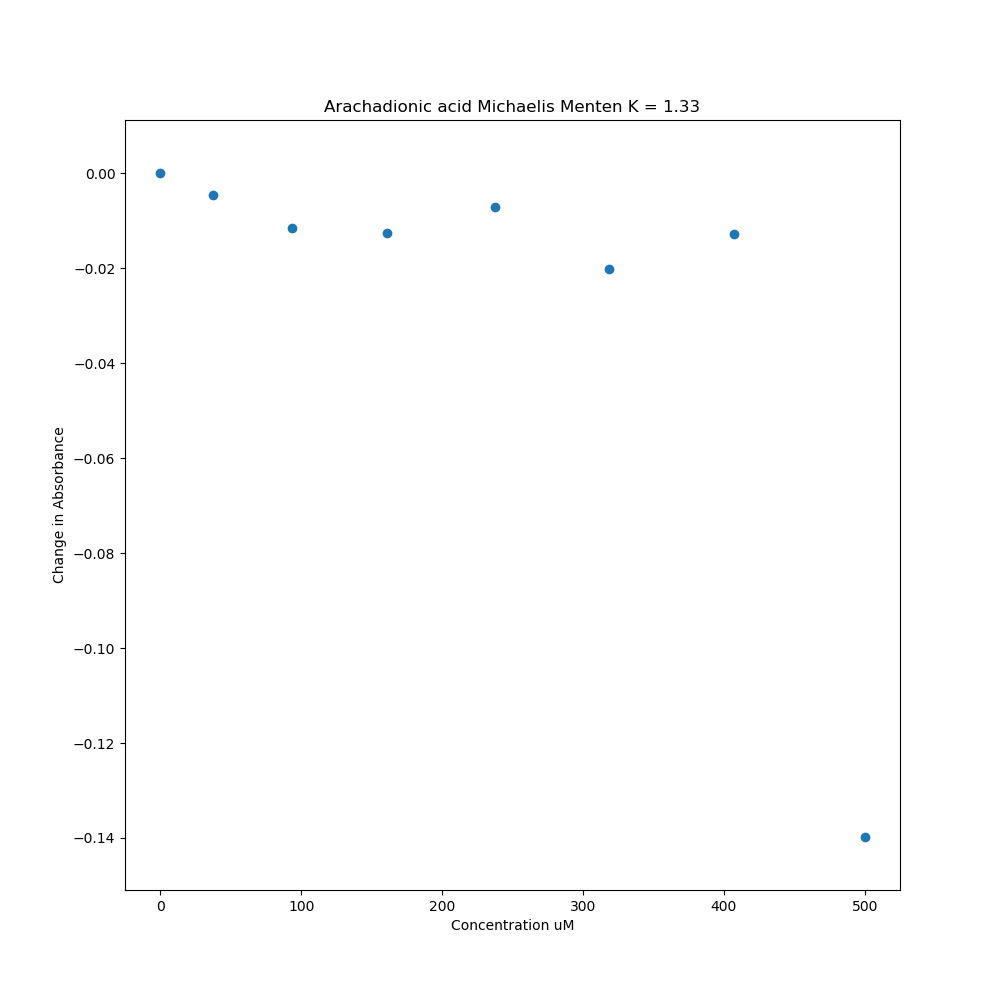 Arachadionic acid Michaelis Menten K = 1.33
0.00
−0.02
−0.04
−0.06
−0.08
−0.10
−0.12
−0.14
Change in Absorbance
0 100 200 300 400 500
Concentration uM